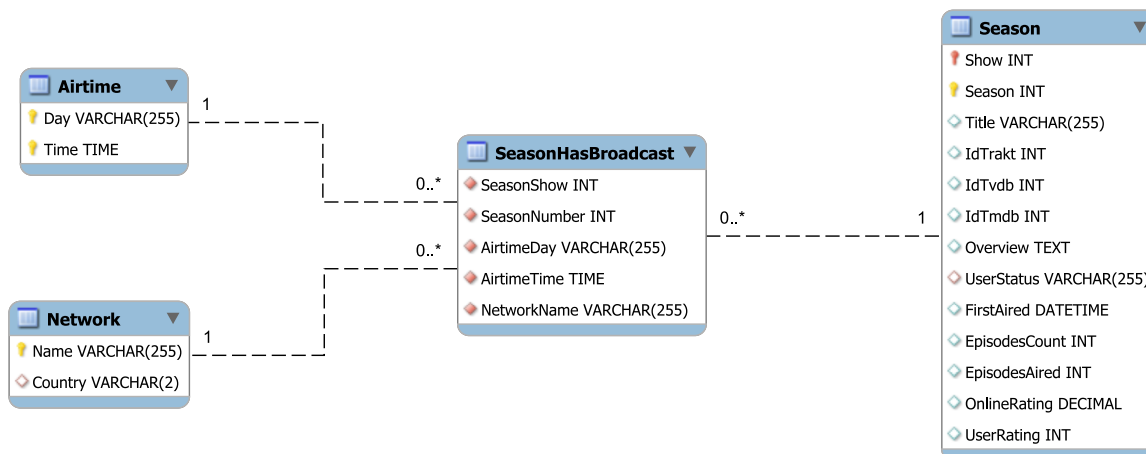 Airtime
Day VARCHAR(255)
Time TIME
1
0..*
Network
Name VARCHAR(255)
Country VARCHAR(2)
1
0..*
SeasonHasBroadcast
SeasonShow INT
SeasonNumber INT
AirtimeDay VARCHAR(255)
AirtimeTime TIME
NetworkName VARCHAR(255)
0..*
1
Season
Show INT
Season INT
Title VARCHAR(255)
IdTrakt INT
IdTvdb INT
IdTmdb INT
Overview TEXT
UserStatus VARCHAR(255)
FirstAired DATETIME
EpisodesCount INT
EpisodesAired INT
OnlineRating DECIMAL
UserRating INT